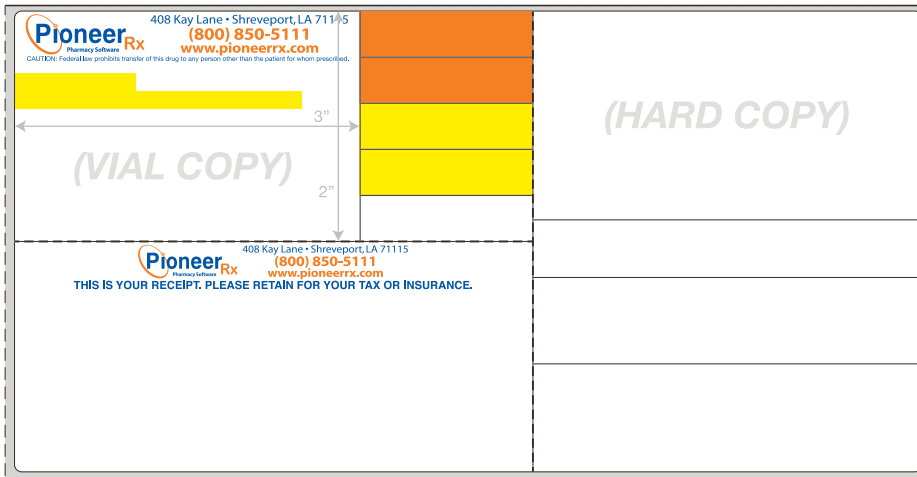 Pioneer Rx
Pharmacy Software
408 Kay Lane • Shreveport, LA 71115
(800) 850-5111
www.pioneerrx.com
CAUTION: Federal law prohibits transfer of this drug to any person other than the patient for whom prescribed.
3”
(VIAL COPY)
2”
(HARD COPY)
Pioneer Rx
Pharmacy Software
408 Kay Lane • Shreveport, LA 71115
(800) 850-5111
www.pioneerrx.com
THIS IS YOUR RECEIPT. PLEASE RETAIN FOR YOUR TAX OR INSURANCE.